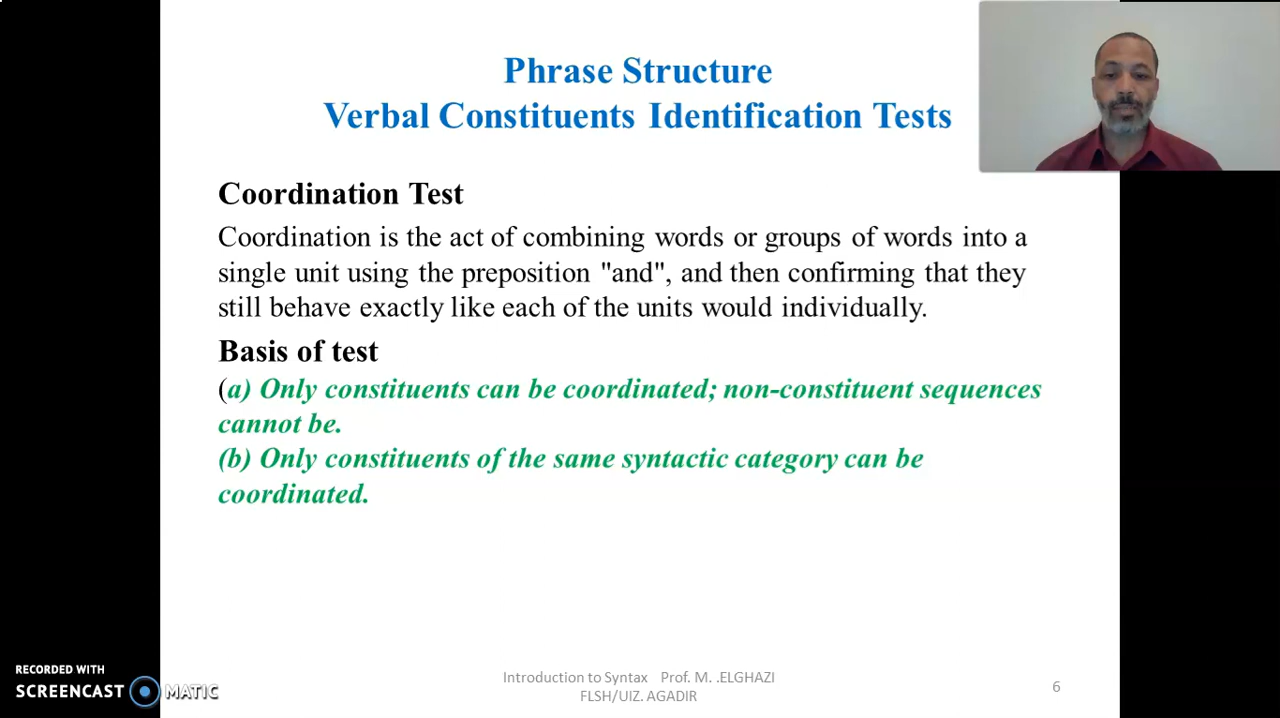 Phrase Structure
Verbal Constituents Identification Tests
Coordination Test
Coordination is the act of combining words or groups of words into a
single unit using the preposition "and", and then confirming that they
still behave exactly like each of the units would individually.
Basis of test
(a) Only constituents can be coordinated; non-constituent sequences
cannot be.
(b) Only constituents of the same syntactic category can be
coordinated.
Introduction to Syntax Prof. M. .ELGHAZI
FLSH/UIZ. AGADIR
6
RECORDED WITH
SCREENCAST MATIC